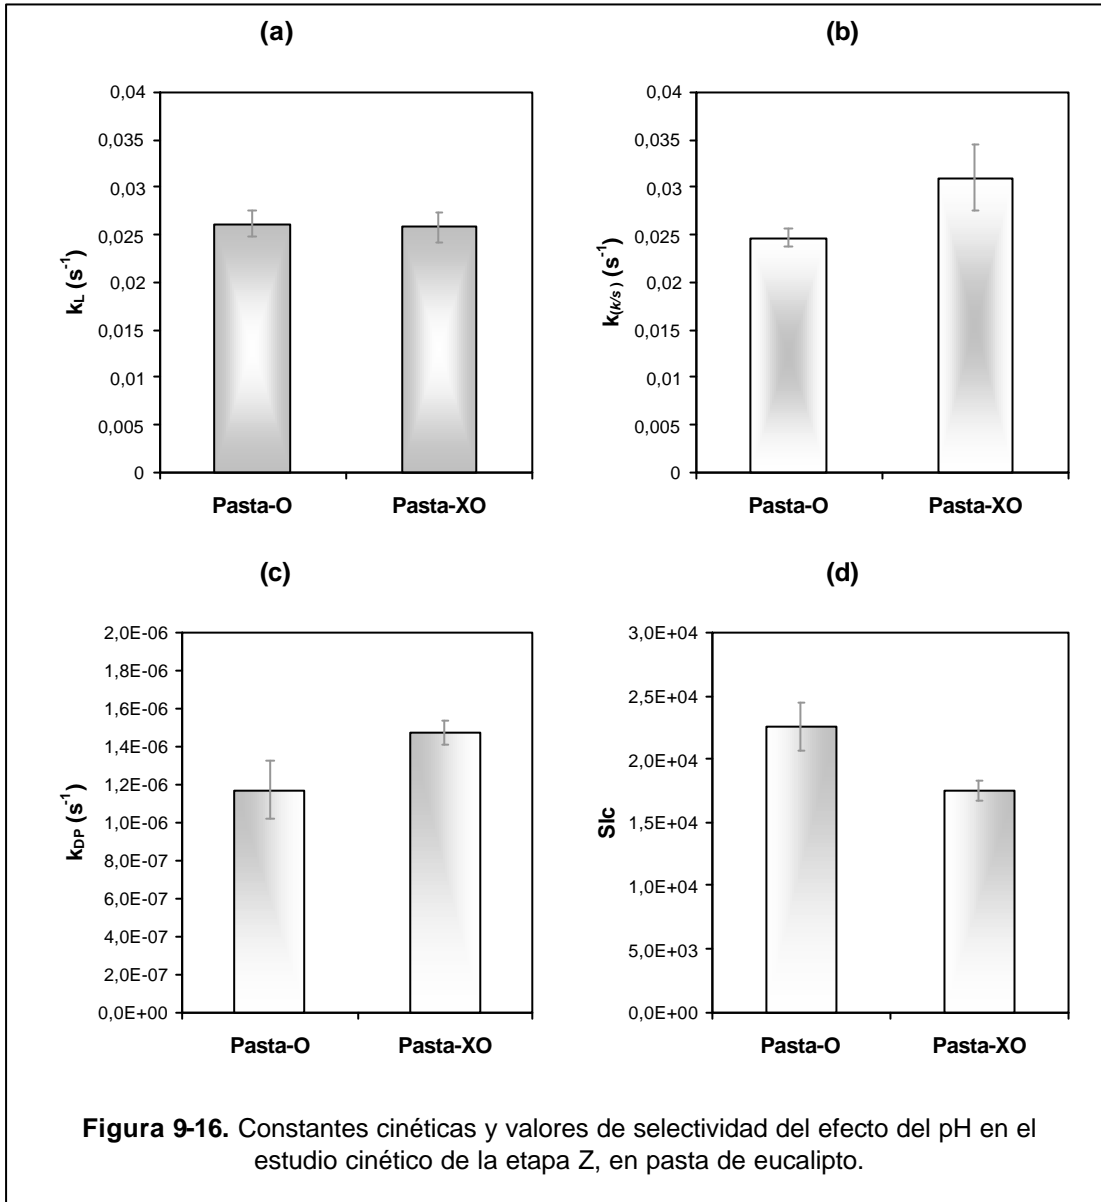 (a)
0,04
0,035
0,03
0,025
0,02
0,015
0,01
0,005
0
k_L (s^-1)
Pasta-O Pasta-XO
(b)
0,04
0,035
0,03
0,025
0,02
0,015
0,01
0,005
0
k_(k/s) (s^-1)
Pasta-O Pasta-XO
(c)
2,0E-06
1,8E-06
1,6E-06
1,4E-06
1,2E-06
1,0E-06
8,0E-07
6,0E-07
4,0E-07
2,0E-07
0,0E+00
k_DP (s^-1)
Pasta-O Pasta-XO
(d)
3,0E+04
2,5E+04
2,0E+04
1,5E+04
1,0E+04
5,0E+03
0,0E+00
SIc
Pasta-O Pasta-XO
Figura 9-16. Constantes cinéticas y valores de selectividad del efecto del pH en el
estudio cinético de la etapa Z, en pasta de eucalipto.